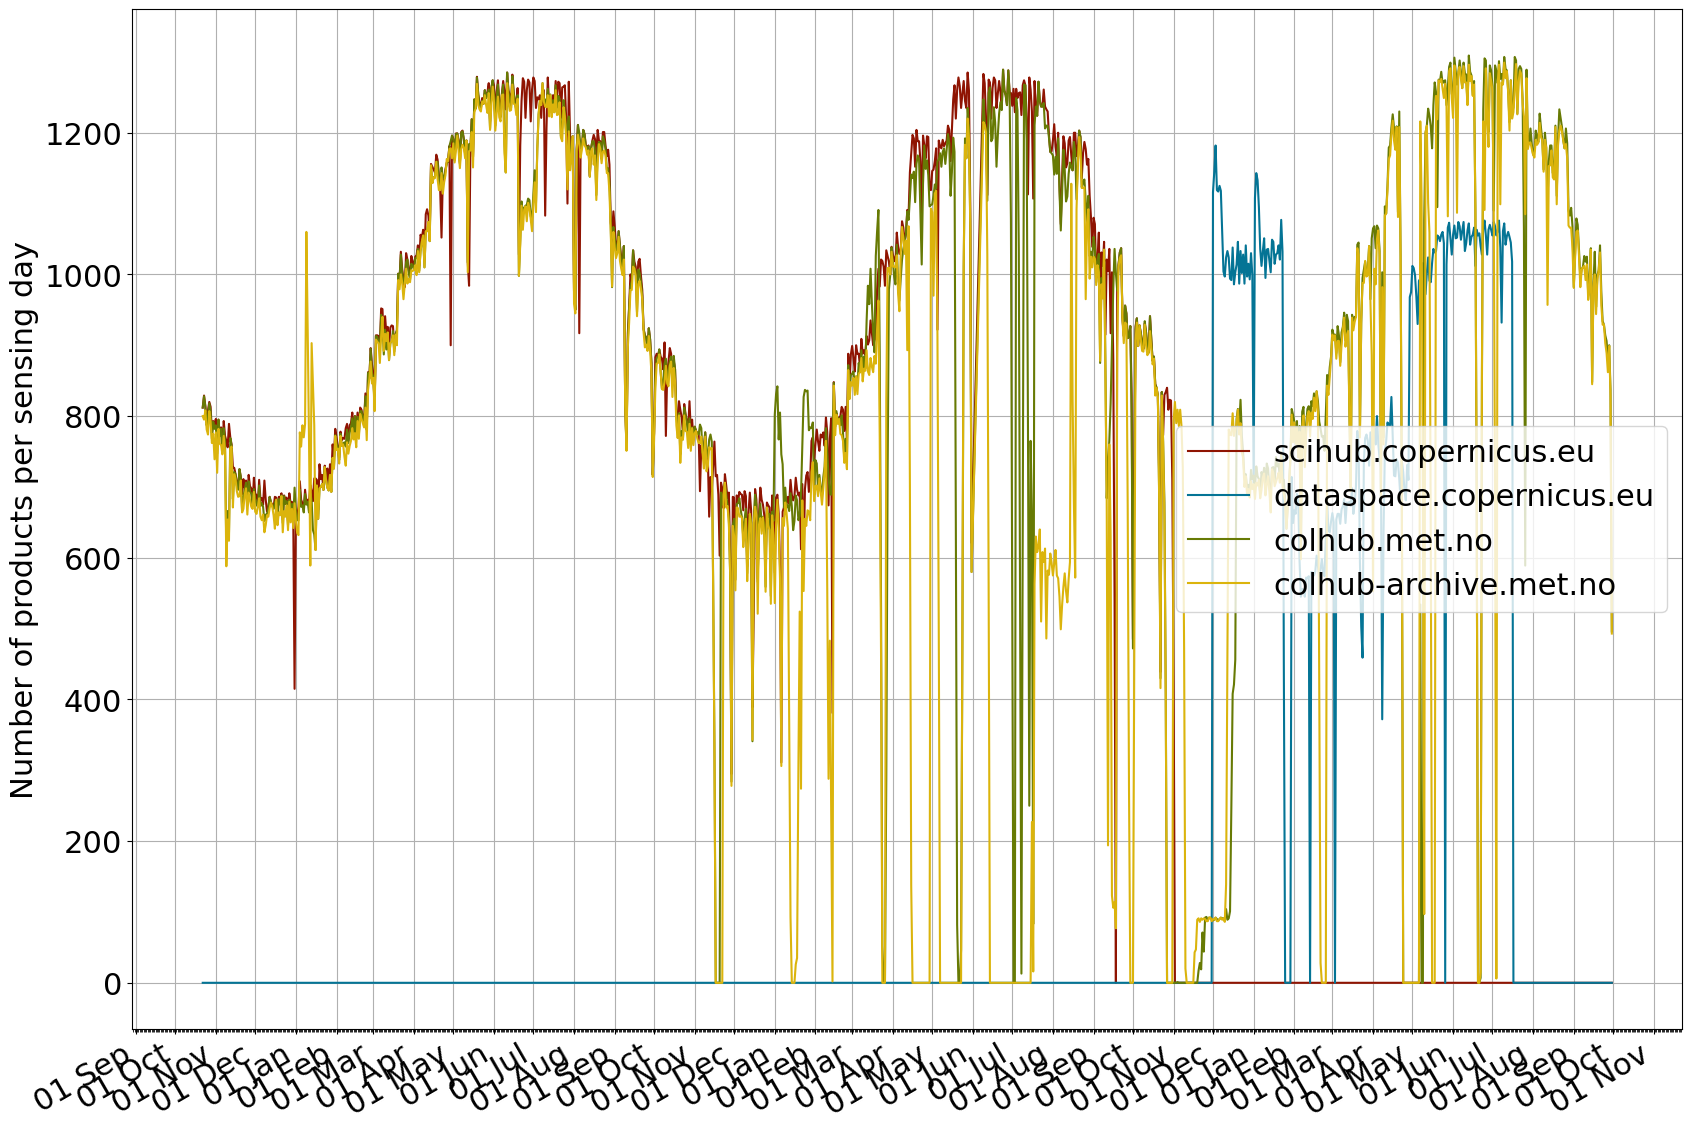 Number of products per sensing day
1200
1000
800
600
400
200
0
scihub.copernicus.eu
dataspace.copernicus.eu
colhub.met.no
colhub-archive.met.no
01 Sep
01 Oct
01 Nov
01 Dec
01 Jan
01 Feb
01 Mar
01 Apr
01 May
01 Jun
01 Jul
01 Aug
01 Sep
01 Oct
01 Nov
01 Dec
01 Jan
01 Feb
01 Mar
01 Apr
01 May
01 Jun
01 Jul
01 Aug
01 Sep
01 Oct
01 Nov
01 Dec
01 Jan
01 Feb
01 Mar
01 Apr
01 May
01 Jun
01 Jul
01 Aug
01 Sep
01 Oct
01 Nov